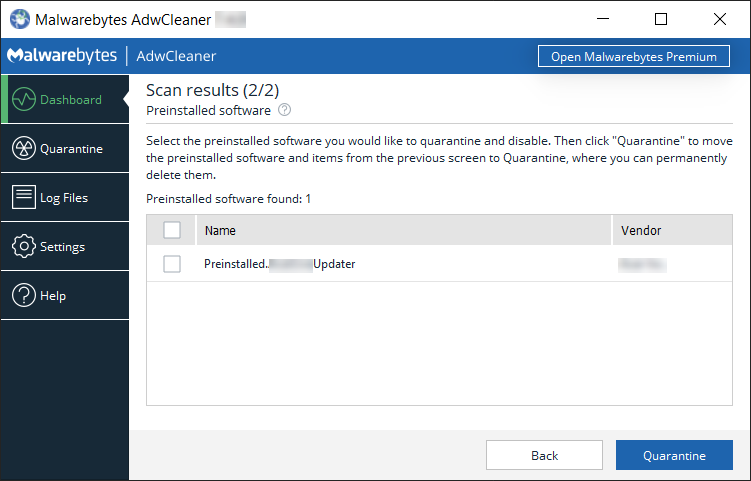 Malwarebytes AdwCleaner
Malwarebytes | AdwCleaner
Open Malwarebytes Premium
Dashboard
Quarantine
Log Files
Settings
Help
Scan results (2/2)
Preinstalled software ?
Select the preinstalled software you would like to quarantine and disable. Then click "Quarantine" to move
the preinstalled software and items from the previous screen to Quarantine, where you can permanently
delete them.
Preinstalled software found: 1
Name Vendor
Preinstalled. Updater
Back Quarantine